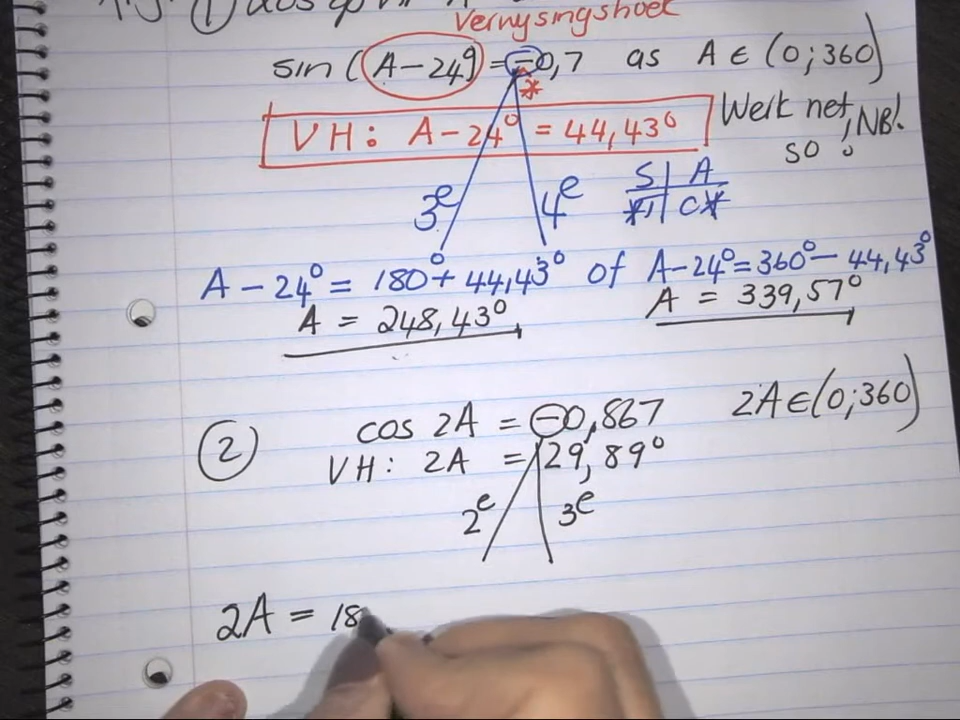 Vernysingshoek
sin (A - 24°) = -0,7 as A ∈ (0 ; 360)
*
VH : A - 24° = 44,43° Werk net, NB!
so :
3e 4e S | A
* | C*
A - 24° = 180° + 44,43° of A - 24° = 360° - 44,43°
A = 248,43° A = 339,57°
② cos 2A = -0,867 2A ∈ (0 ; 360)
VH : 2A = 29,89°
2e 3e
2A = 18